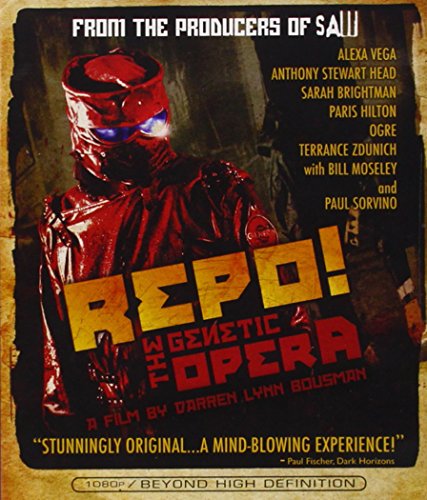 FROM THE PRODUCERS OF SAW
ALEXA VEGA
ANTHONY STEWART HEAD
SARAH BRIGHTMAN
PARIS HILTON
OGRE
TERRANCE ZDUNICH
with BILL MOSELEY
and
PAUL SORVINO
REPO!
THE GENETIC
OPERA
A FILM BY DARREN LYNN BOUSMAN
“STUNNINGLY ORIGINAL...A MIND-BLOWING EXPERIENCE!”
– Paul Fischer, Dark Horizons
1080P / BEYOND HIGH DEFINITION